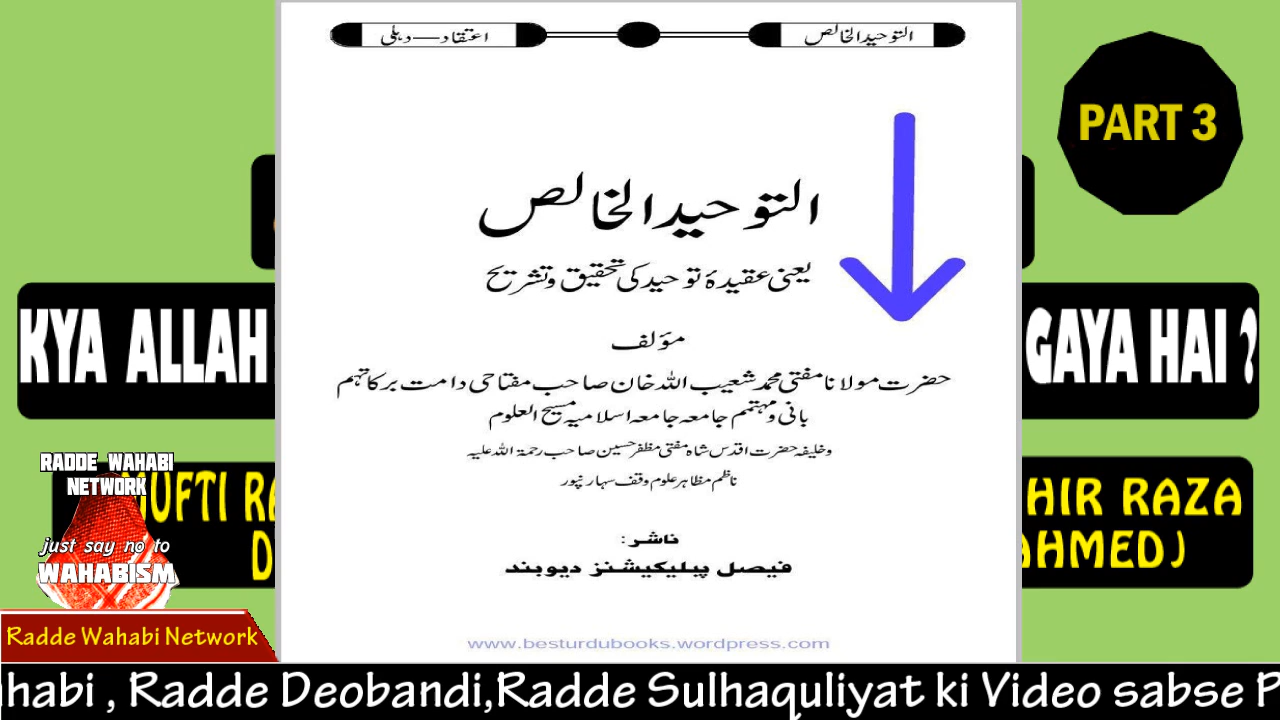 التوحید الخالص
اعتقاد — دہلی
PART 3
التوحید الخالص
یعنی عقیدۂ توحید کی تحقیق وتشریح
مؤلف
حضرت مولانا مفتی محمد شعیب اللہ خان صاحب مفتاحی دامت برکاتہم
بانی ومہتمم جامعہ جامعہ اسلامیہ مسیح العلوم
وخلیفہ حضرت اقدس شاہ مفتی مظفر حسین صاحب رحمۃ اللہ علیہ
ناظم مظاہر علوم وقف سہارنپور
ناشر:
فیصل پبلیکیشنز دیوبند
www.besturdubooks.wordpress.com
KYA ALLAH
GAYA HAI ?
MUFTI RA
HIR RAZA
D
AHMED)
RADDE WAHABI
NETWORK
just say no to
WAHABISM
Radde Wahabi Network
ahabi , Radde Deobandi,Radde Sulhaquliyat ki Video sabse P